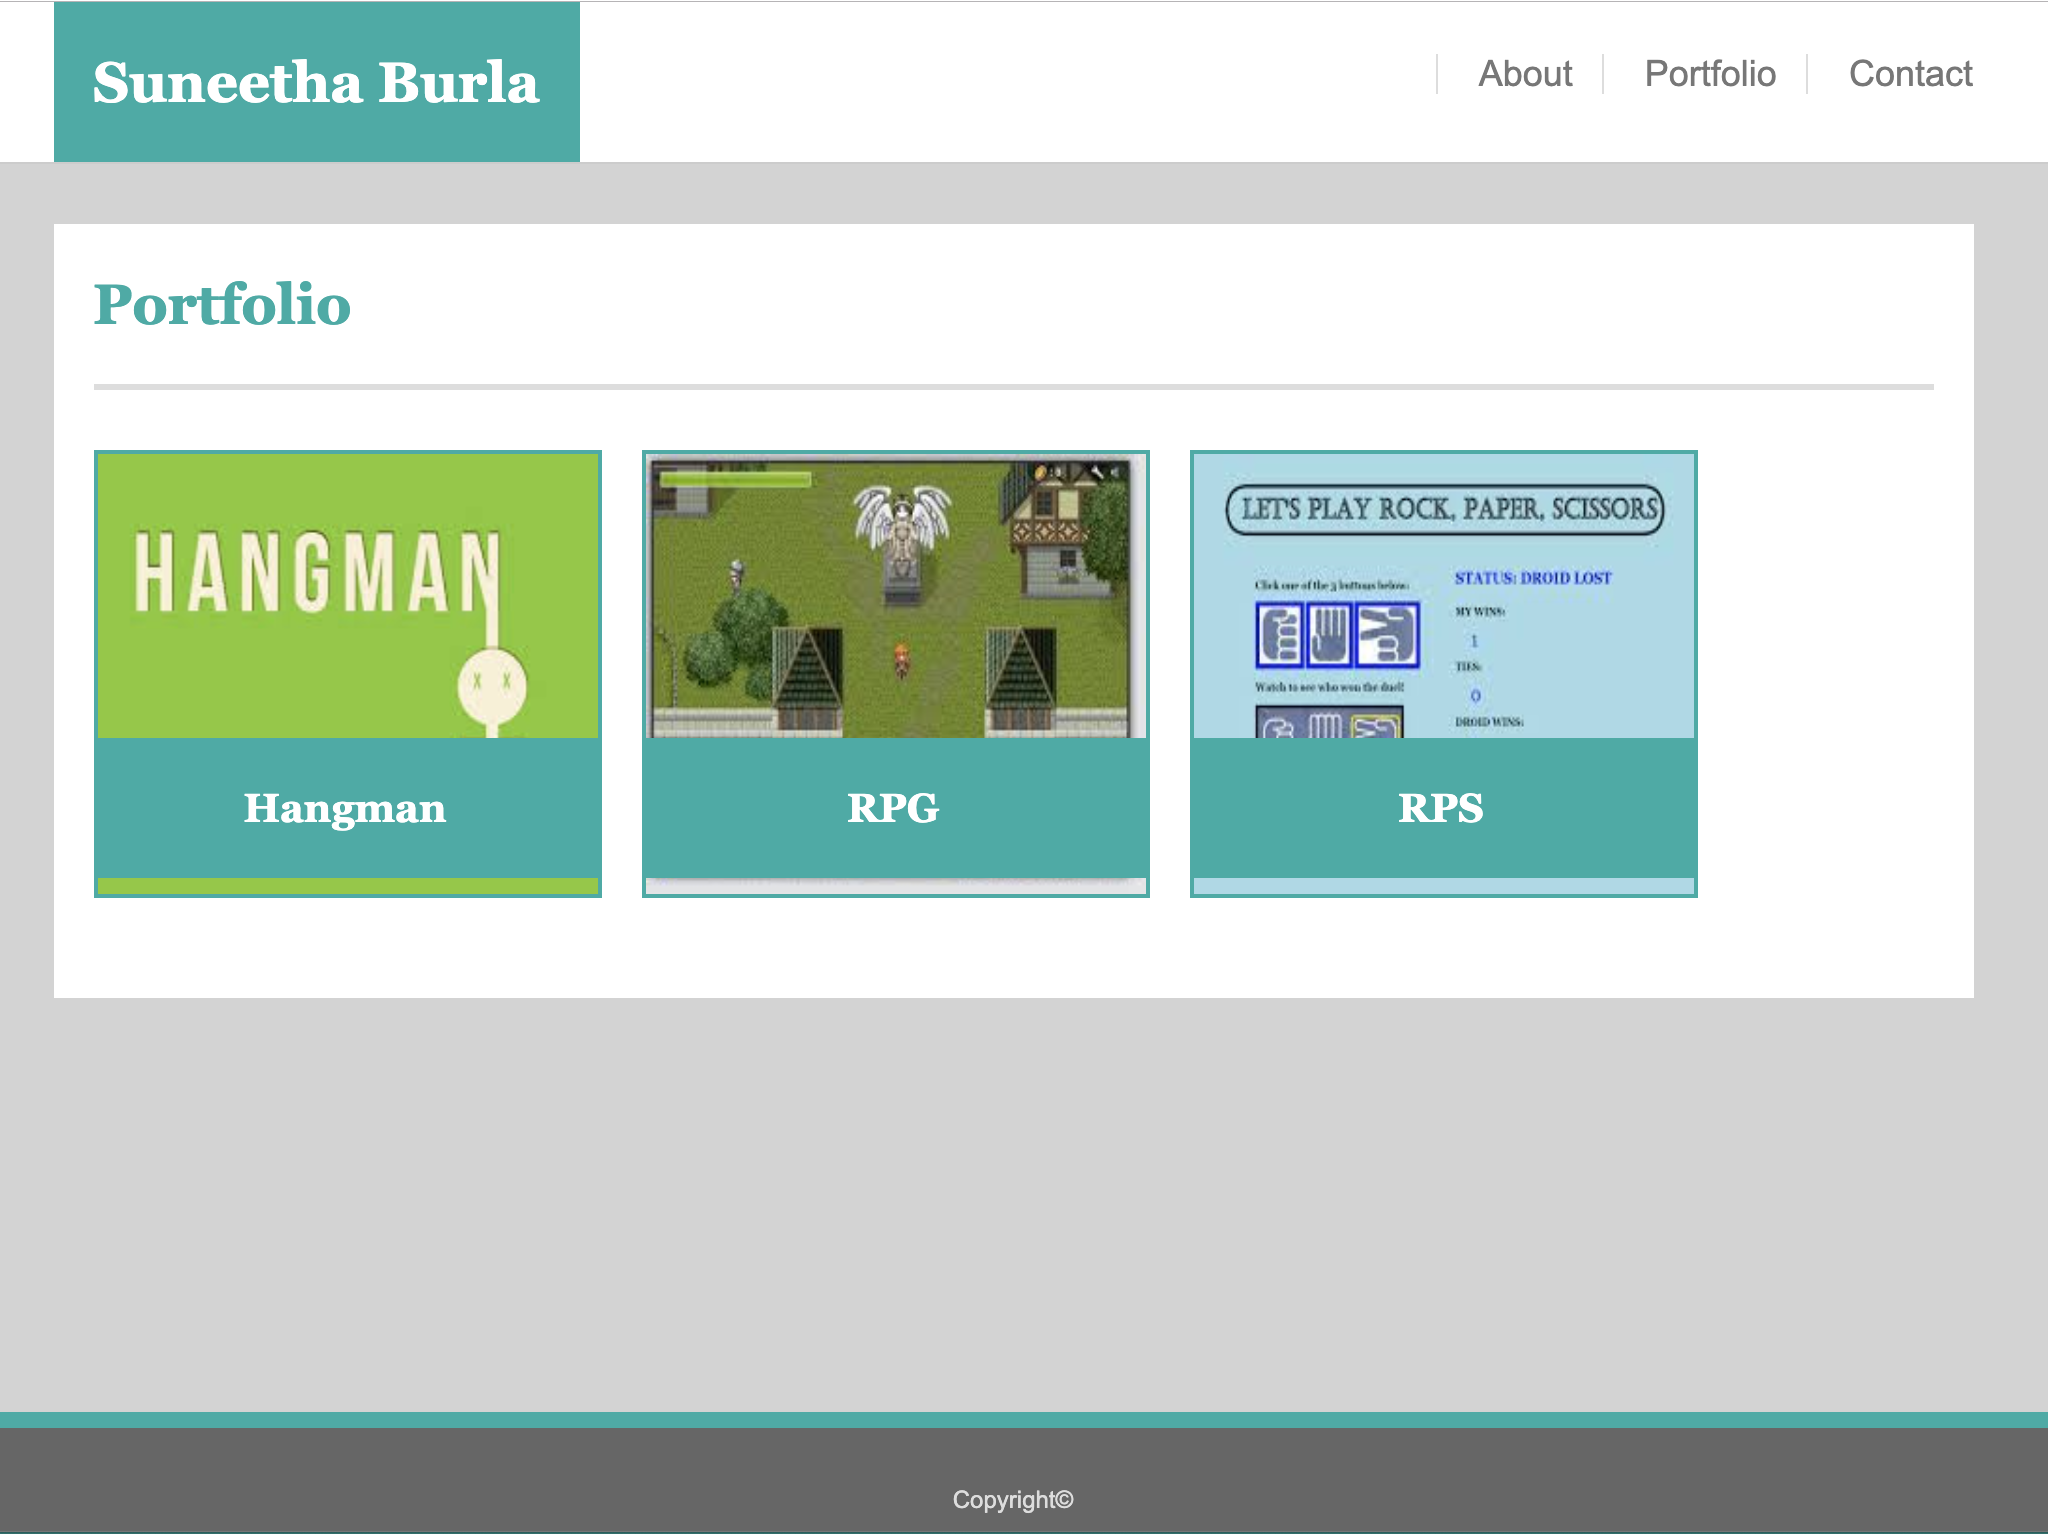 Suneetha Burla
About
Portfolio
Contact
Portfolio
HANGMAN
x x
LET'S PLAY ROCK, PAPER, SCISSORS
Click one of the 3 buttons below:
STATUS: DROID LOST
MY WINS:
1
TIES:
0
Watch to see who won the duel!
DROID WINS:
Hangman
RPG
RPS
Copyright©